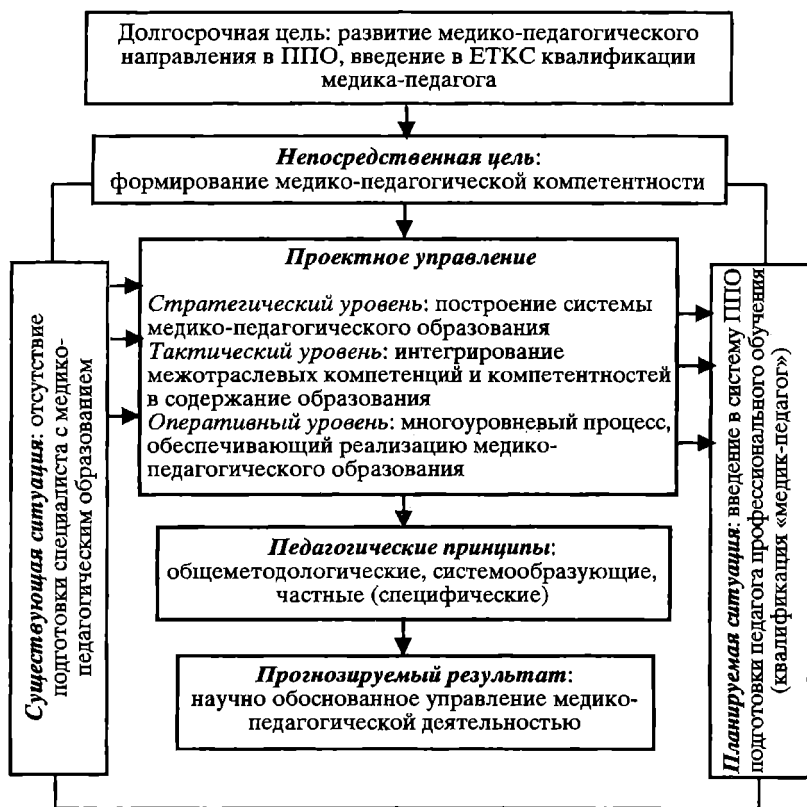 Долгосрочная цель: развитие медико-педагогического
направления в ППО, введение в ЕТКС квалификации
медика-педагога
Непосредственная цель:
формирование медико-педагогической компетентности
Существующая ситуация: отсутствие
подготовки специалиста с медико-
педагогическим образованием
Проектное управление
Стратегический уровень: построение системы
медико-педагогического образования
Тактический уровень: интегрирование
межотраслевых компетенций и компетентностей
в содержание образования
Оперативный уровень: многоуровневый процесс,
обеспечивающий реализацию медико-
педагогического образования
Педагогические принципы:
общеметодологические, системообразующие,
частные (специфические)
Прогнозируемый результат:
научно обоснованное управление медико-
педагогической деятельностью
Планируемая ситуация: введение в систему ППО
подготовки педагога профессионального обучения
(квалификация «медик-педагог»)